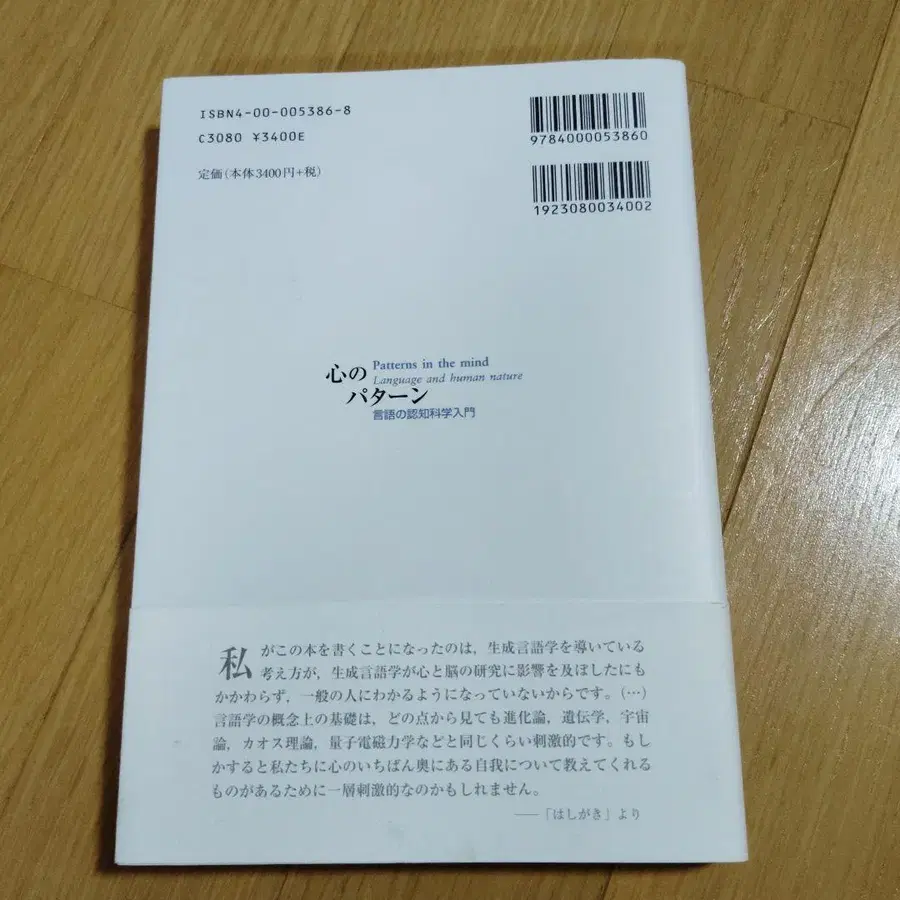 ISBN4-00-005386-8
C3080 ¥3400E
定価(本体3400円+税)
9784000053860
1923080034002
心の
パターン
Patterns in the mind
Language and human nature
言語の認知科学入門
私がこの本を書くことになったのは，生成言語学を導いている
考え方が，生成言語学が心と脳の研究に影響を及ぼしたにも
かかわらず，一般の人にわかるようになっていないからです。(…)
言語学の概念上の基礎は，どの点から見ても進化論，遺伝学，宇宙
論，カオス理論，量子電磁力学などと同じくらい刺激的です。もし
かすると私たちに心のいちばん奥にある自我について教えてくれる
ものがあるために一層刺激的なのかもしれません。
——「はしがき」より